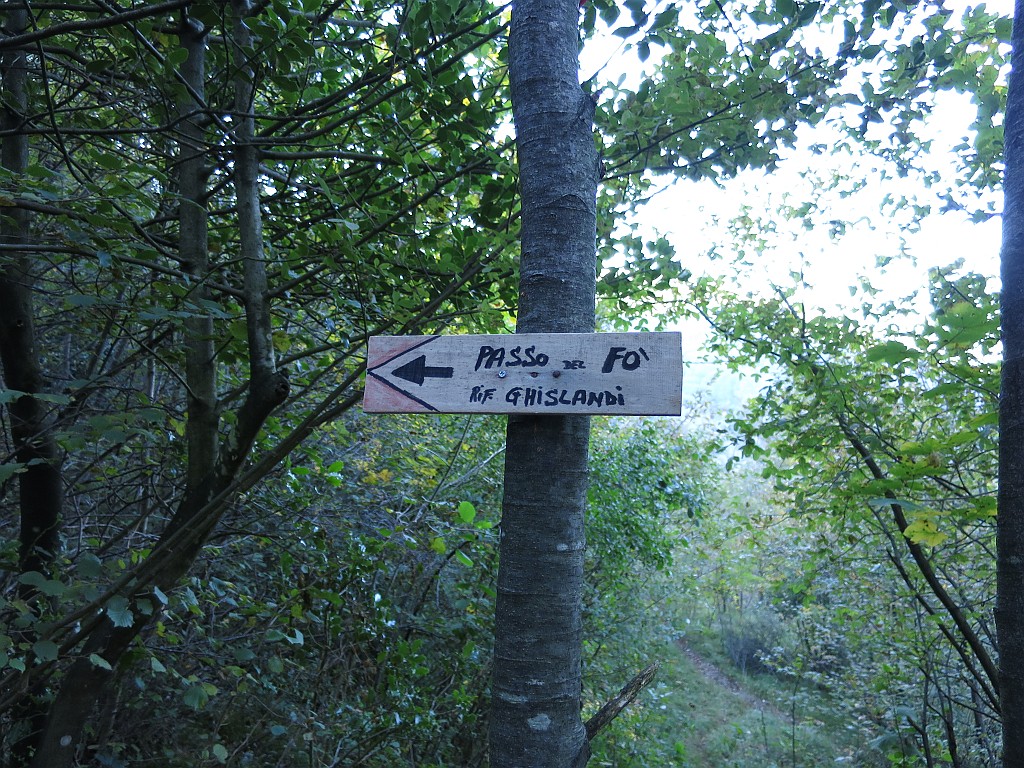 PASSO DEL FO'
RIF GHISLANDI